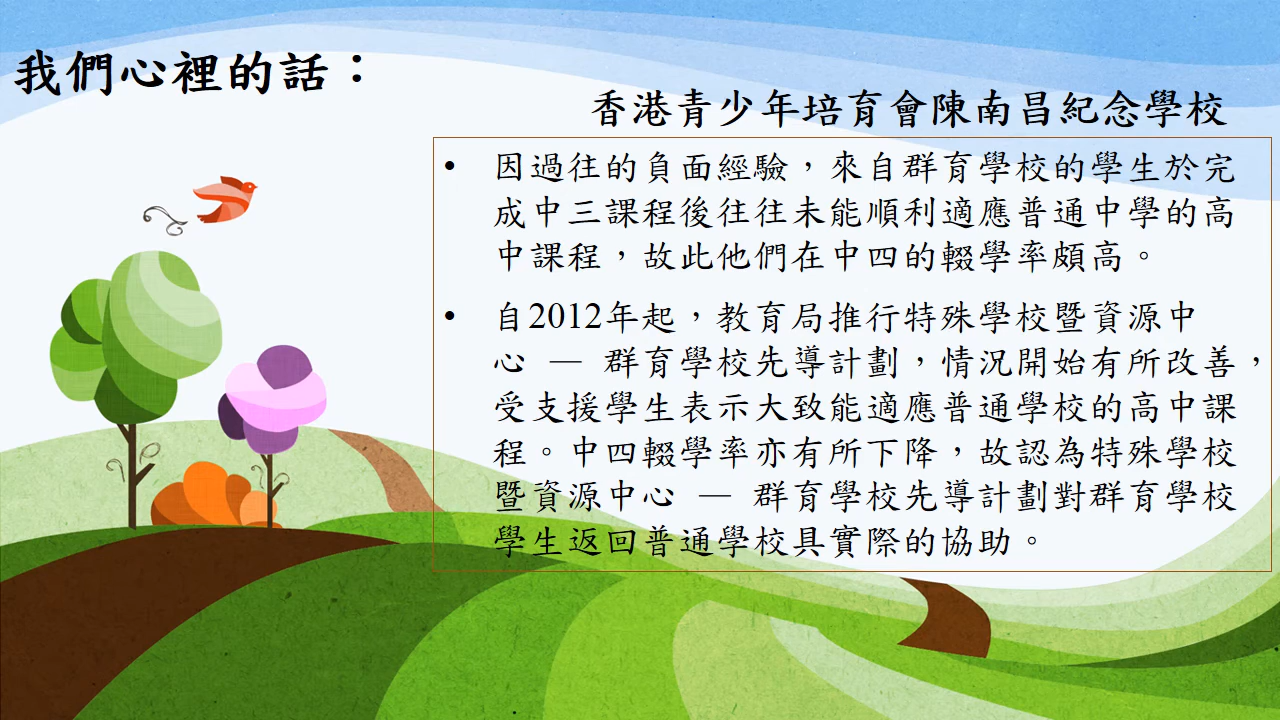 我們心裡的話：
香港青少年培育會陳南昌紀念學校
• 因過往的負面經驗，來自群育學校的學生於完
成中三課程後往往未能順利適應普通中學的高
中課程，故此他們在中四的輟學率頗高。
• 自2012年起，教育局推行特殊學校暨資源中
心 — 群育學校先導計劃，情況開始有所改善，
受支援學生表示大致能適應普通學校的高中課
程。中四輟學率亦有所下降，故認為特殊學校
暨資源中心 — 群育學校先導計劃對群育學校
學生返回普通學校具實際的協助。